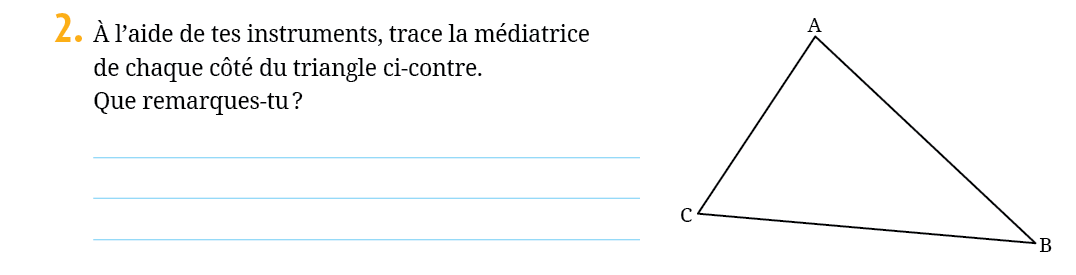 2. À l’aide de tes instruments, trace la médiatrice
de chaque côté du triangle ci-contre.
Que remarques-tu ?
A
C
B